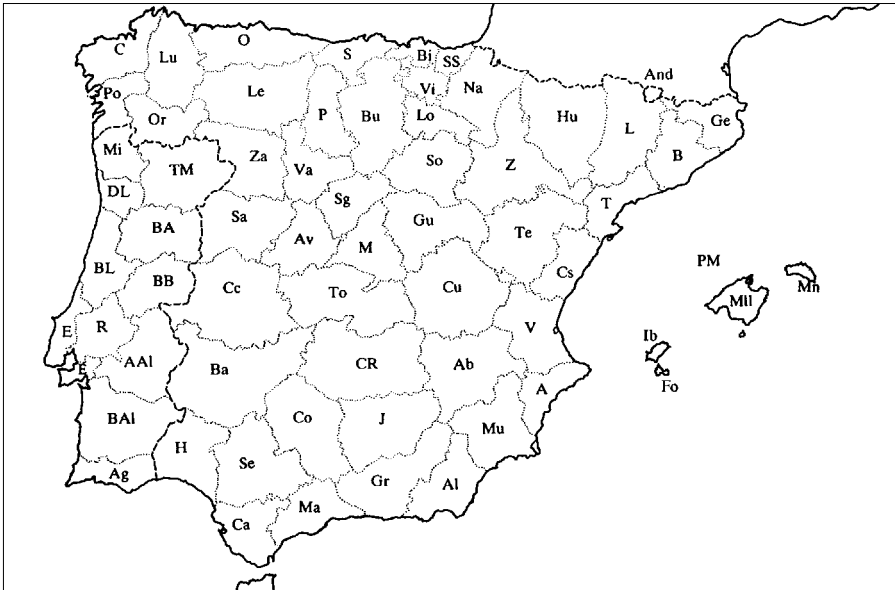 O
C
Lu
S
Bi
SS
And
Po
Le
Vi
Na
Or
P
Bu
Lo
Hu
L
Ge
B
Mi
TM
Za
Va
So
Z
DL
Sg
T
BA
Sa
Av
M
Gu
Te
BL
BB
Cc
To
Cu
Cs
PM
Mll
Mn
E
R
V
Ib
E
AAl
Ba
CR
Ab
A
Fo
BAl
Co
J
Mu
H
Se
Ag
Gr
Al
Ca
Ma